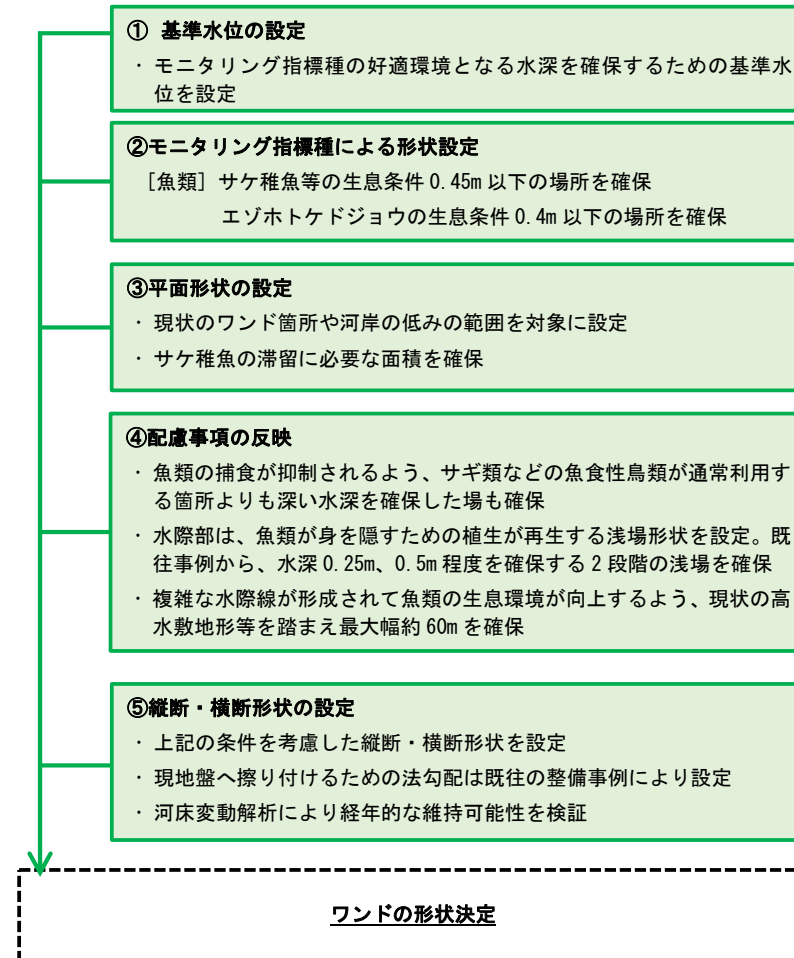 ① 基準水位の設定
・モニタリング指標種の好適環境となる水深を確保するための基準水
位を設定
②モニタリング指標種による形状設定
[魚類] サケ稚魚等の生息条件 0.45m 以下の場所を確保
エゾホトケドジョウの生息条件 0.4m 以下の場所を確保
③平面形状の設定
・現状のワンド箇所や河岸の低みの範囲を対象に設定
・サケ稚魚の滞留に必要な面積を確保
④配慮事項の反映
・魚類の捕食が抑制されるよう、サギ類などの魚食性鳥類が通常利用す
る箇所よりも深い水深を確保した場も確保
・水際部は、魚類が身を隠すための植生が再生する浅場形状を設定。既
往事例から、水深 0.25m、0.5m 程度を確保する 2 段階の浅場を確保
・複雑な水際線が形成されて魚類の生息環境が向上するよう、現状の高
水敷地形等を踏まえ最大幅約 60m を確保
⑤縦断・横断形状の設定
・上記の条件を考慮した縦断・横断形状を設定
・現地盤へ擦り付けるための法勾配は既往の整備事例により設定
・河床変動解析により経年的な維持可能性を検証
ワンドの形状決定